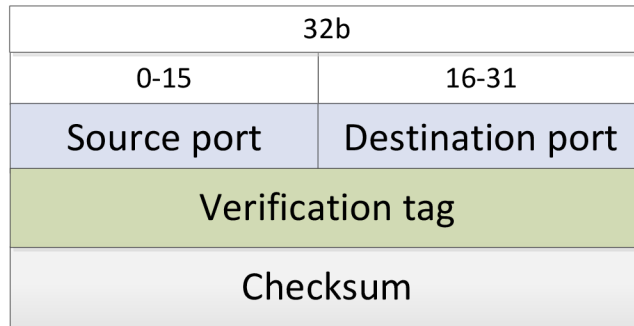 32b
0-15 16-31
Source port Destination port
Verification tag
Checksum